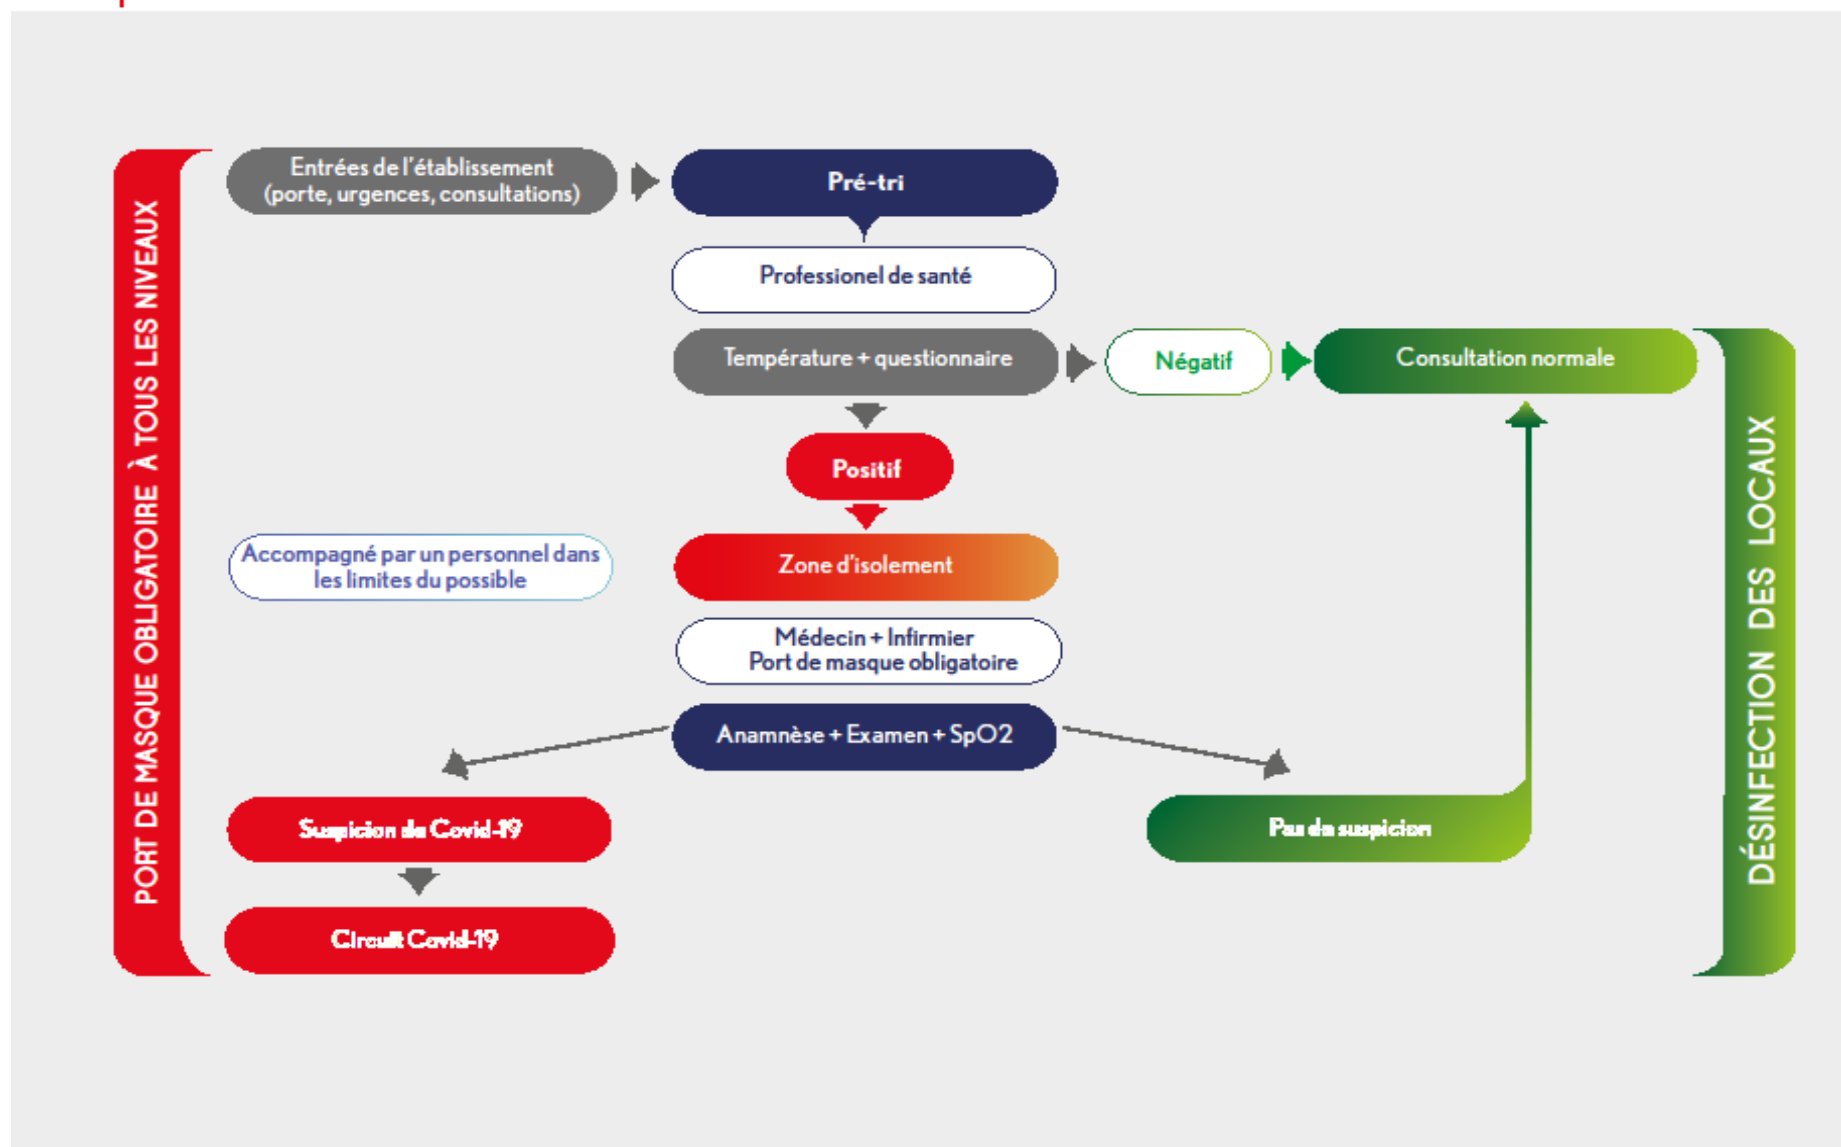 PORT DE MASQUE OBLIGATOIRE À TOUS LES NIVEAUX
Entrées de l'établissement
(porte, urgences, consultations)
Pré-tri
Professionel de santé
Température + questionnaire
Négatif
Consultation normale
Positif
Accompagné par un personnel dans
les limites du possible
Zone d'isolement
Médecin + Infirmier
Port de masque obligatoire
Anamnèse + Examen + SpO2
Suspicion de Covid-19
Pas de suspicion
Circuit Covid-19
DÉSINFECTION DES LOCAUX